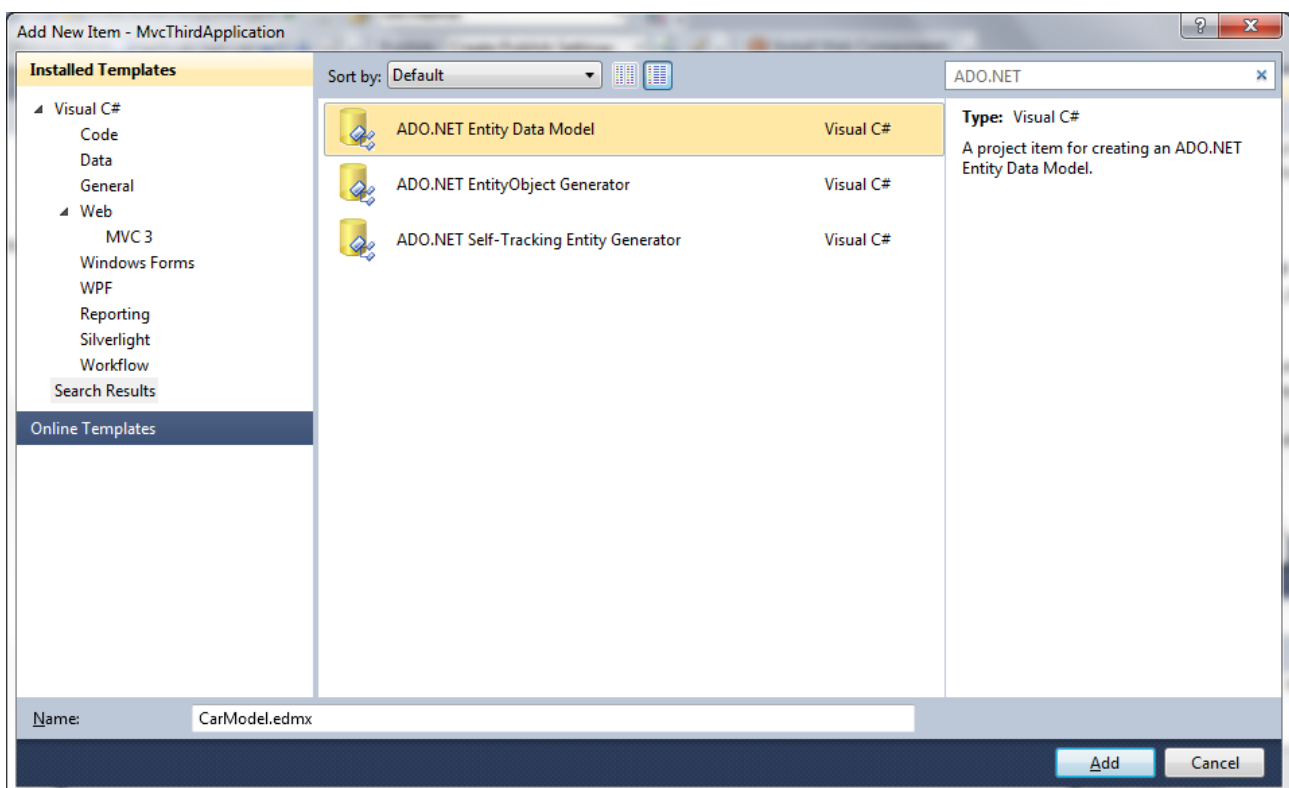 Add New Item - MvcThirdApplication
Installed Templates
Sort by: Default
ADO.NET
Visual C#
Code
Data
General
Web
MVC 3
Windows Forms
WPF
Reporting
Silverlight
Workflow
Search Results
Online Templates
ADO.NET Entity Data Model Visual C#
ADO.NET EntityObject Generator Visual C#
ADO.NET Self-Tracking Entity Generator Visual C#
Type: Visual C#
A project item for creating an ADO.NET
Entity Data Model.
Name: CarModel.edmx
Add Cancel